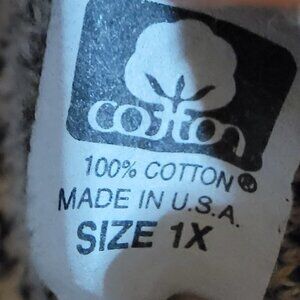 cotton
100% COTTON®
MADE IN U.S.A.
SIZE 1X